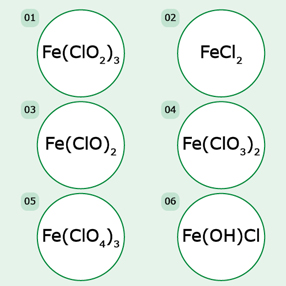 01 02
Fe(ClO₂)₃ FeCl₂
03 04
Fe(ClO)₂ Fe(ClO₃)₂
05 06
Fe(ClO₄)₃ Fe(OH)Cl